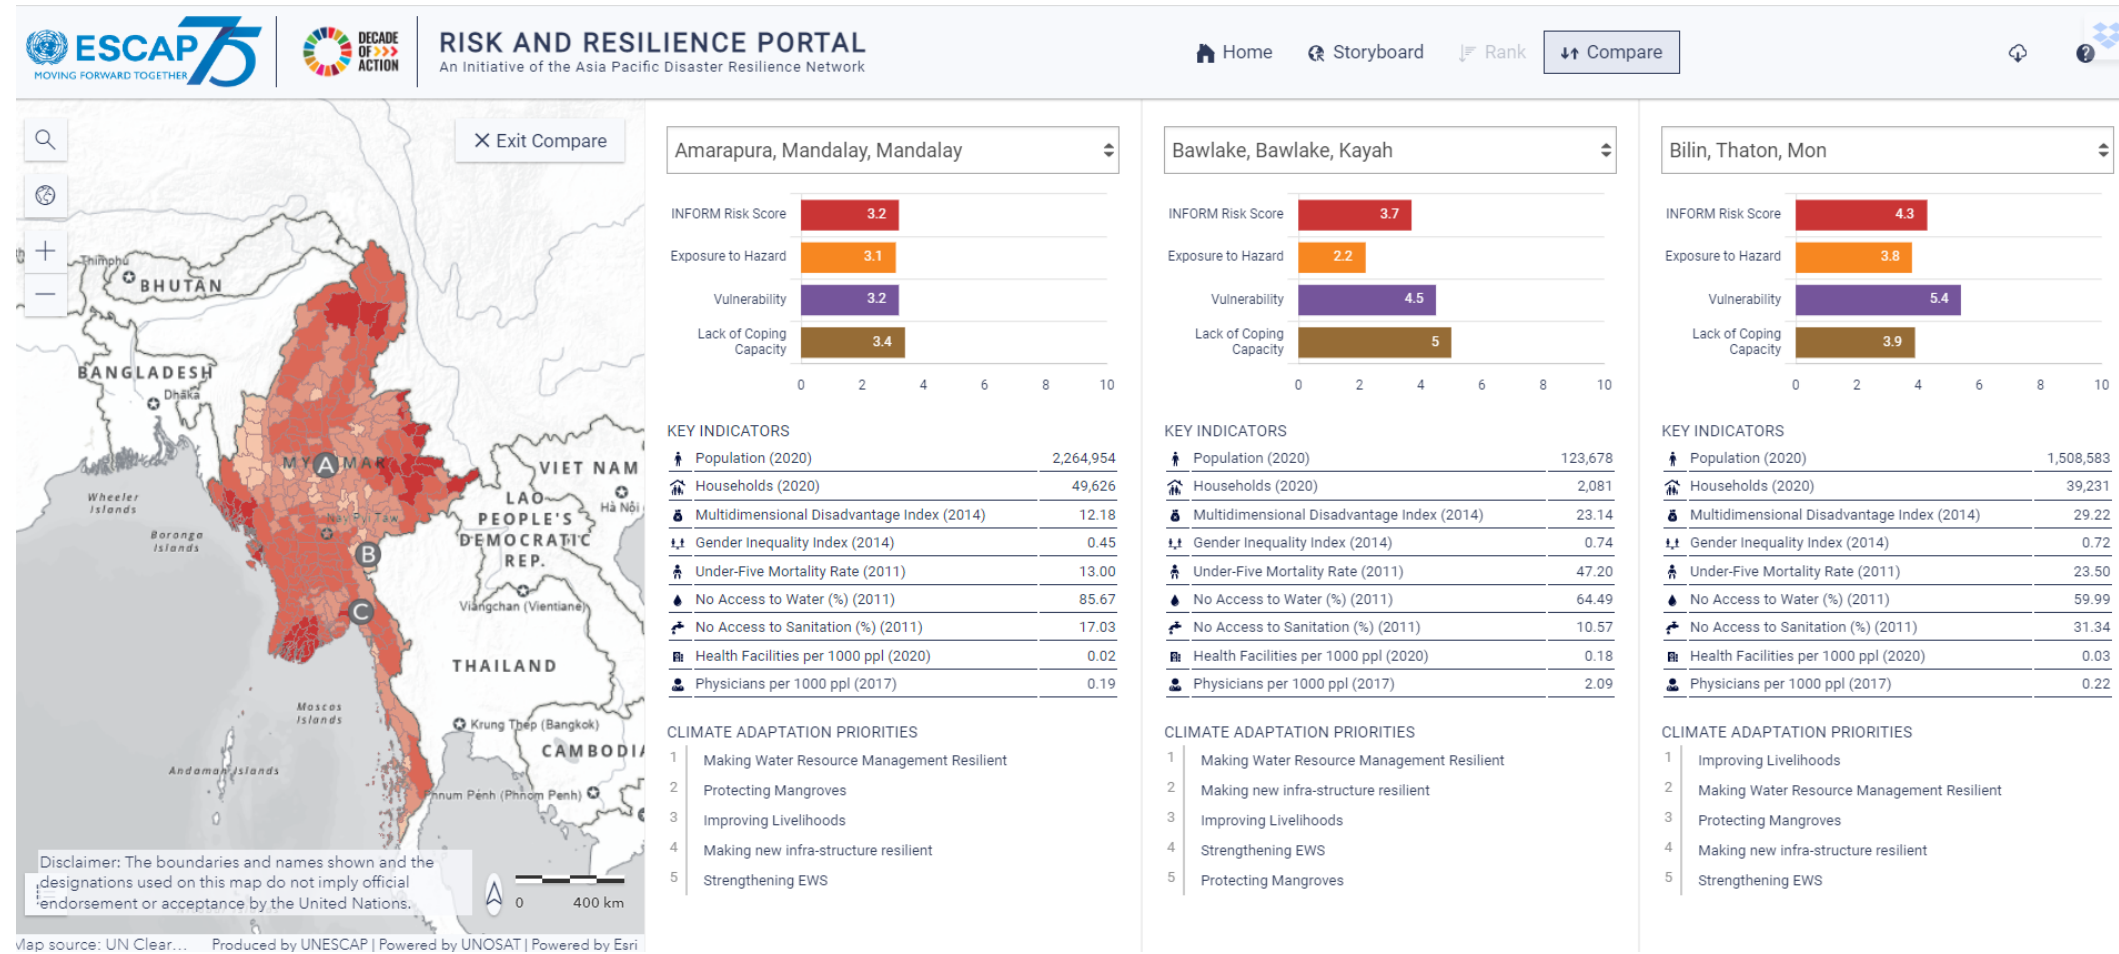 ESCAP 75
MOVING FORWARD TOGETHER
DECADE
OF >>>
ACTION
RISK AND RESILIENCE PORTAL
An Initiative of the Asia Pacific Disaster Resilience Network
Home
Storyboard
Rank
Compare
Exit Compare
Thimphu
BHUTAN
BANGLADESH
Dhaka
MYANMAR
A
Nay Pyi Taw
B
C
VIET NAM
Hà Nội
LAO
PEOPLE'S
DEMOCRATIC
REP.
Viangchan (Vientiane)
Wheeler
Islands
Boronga
Islands
THAILAND
Moscos
Islands
Krung Thep (Bangkok)
CAMBODIA
Andaman Islands
Phnum Pénh (Phnom Penh)
Disclaimer: The boundaries and names shown and the
designations used on this map do not imply official
endorsement or acceptance by the United Nations.
0 400 km
Map source: UN Clear...
Produced by UNESCAP | Powered by UNOSAT | Powered by Esri
Amarapura, Mandalay, Mandalay
INFORM Risk Score 3.2
Exposure to Hazard 3.1
Vulnerability 3.2
Lack of Coping
Capacity 3.4
0 2 4 6 8 10
KEY INDICATORS
Population (2020) 2,264,954
Households (2020) 49,626
Multidimensional Disadvantage Index (2014) 12.18
Gender Inequality Index (2014) 0.45
Under-Five Mortality Rate (2011) 13.00
No Access to Water (%) (2011) 85.67
No Access to Sanitation (%) (2011) 17.03
Health Facilities per 1000 ppl (2020) 0.02
Physicians per 1000 ppl (2017) 0.19
CLIMATE ADAPTATION PRIORITIES
1 Making Water Resource Management Resilient
2 Protecting Mangroves
3 Improving Livelihoods
4 Making new infra-structure resilient
5 Strengthening EWS
Bawlake, Bawlake, Kayah
INFORM Risk Score 3.7
Exposure to Hazard 2.2
Vulnerability 4.5
Lack of Coping
Capacity 5
0 2 4 6 8 10
KEY INDICATORS
Population (2020) 123,678
Households (2020) 2,081
Multidimensional Disadvantage Index (2014) 23.14
Gender Inequality Index (2014) 0.74
Under-Five Mortality Rate (2011) 47.20
No Access to Water (%) (2011) 64.49
No Access to Sanitation (%) (2011) 10.57
Health Facilities per 1000 ppl (2020) 0.18
Physicians per 1000 ppl (2017) 2.09
CLIMATE ADAPTATION PRIORITIES
1 Making Water Resource Management Resilient
2 Making new infra-structure resilient
3 Improving Livelihoods
4 Strengthening EWS
5 Protecting Mangroves
Bilin, Thaton, Mon
INFORM Risk Score 4.3
Exposure to Hazard 3.8
Vulnerability 5.4
Lack of Coping
Capacity 3.9
0 2 4 6 8 10
KEY INDICATORS
Population (2020) 1,508,583
Households (2020) 39,231
Multidimensional Disadvantage Index (2014) 29.22
Gender Inequality Index (2014) 0.72
Under-Five Mortality Rate (2011) 23.50
No Access to Water (%) (2011) 59.99
No Access to Sanitation (%) (2011) 31.34
Health Facilities per 1000 ppl (2020) 0.03
Physicians per 1000 ppl (2017) 0.22
CLIMATE ADAPTATION PRIORITIES
1 Improving Livelihoods
2 Making Water Resource Management Resilient
3 Protecting Mangroves
4 Making new infra-structure resilient
5 Strengthening EWS